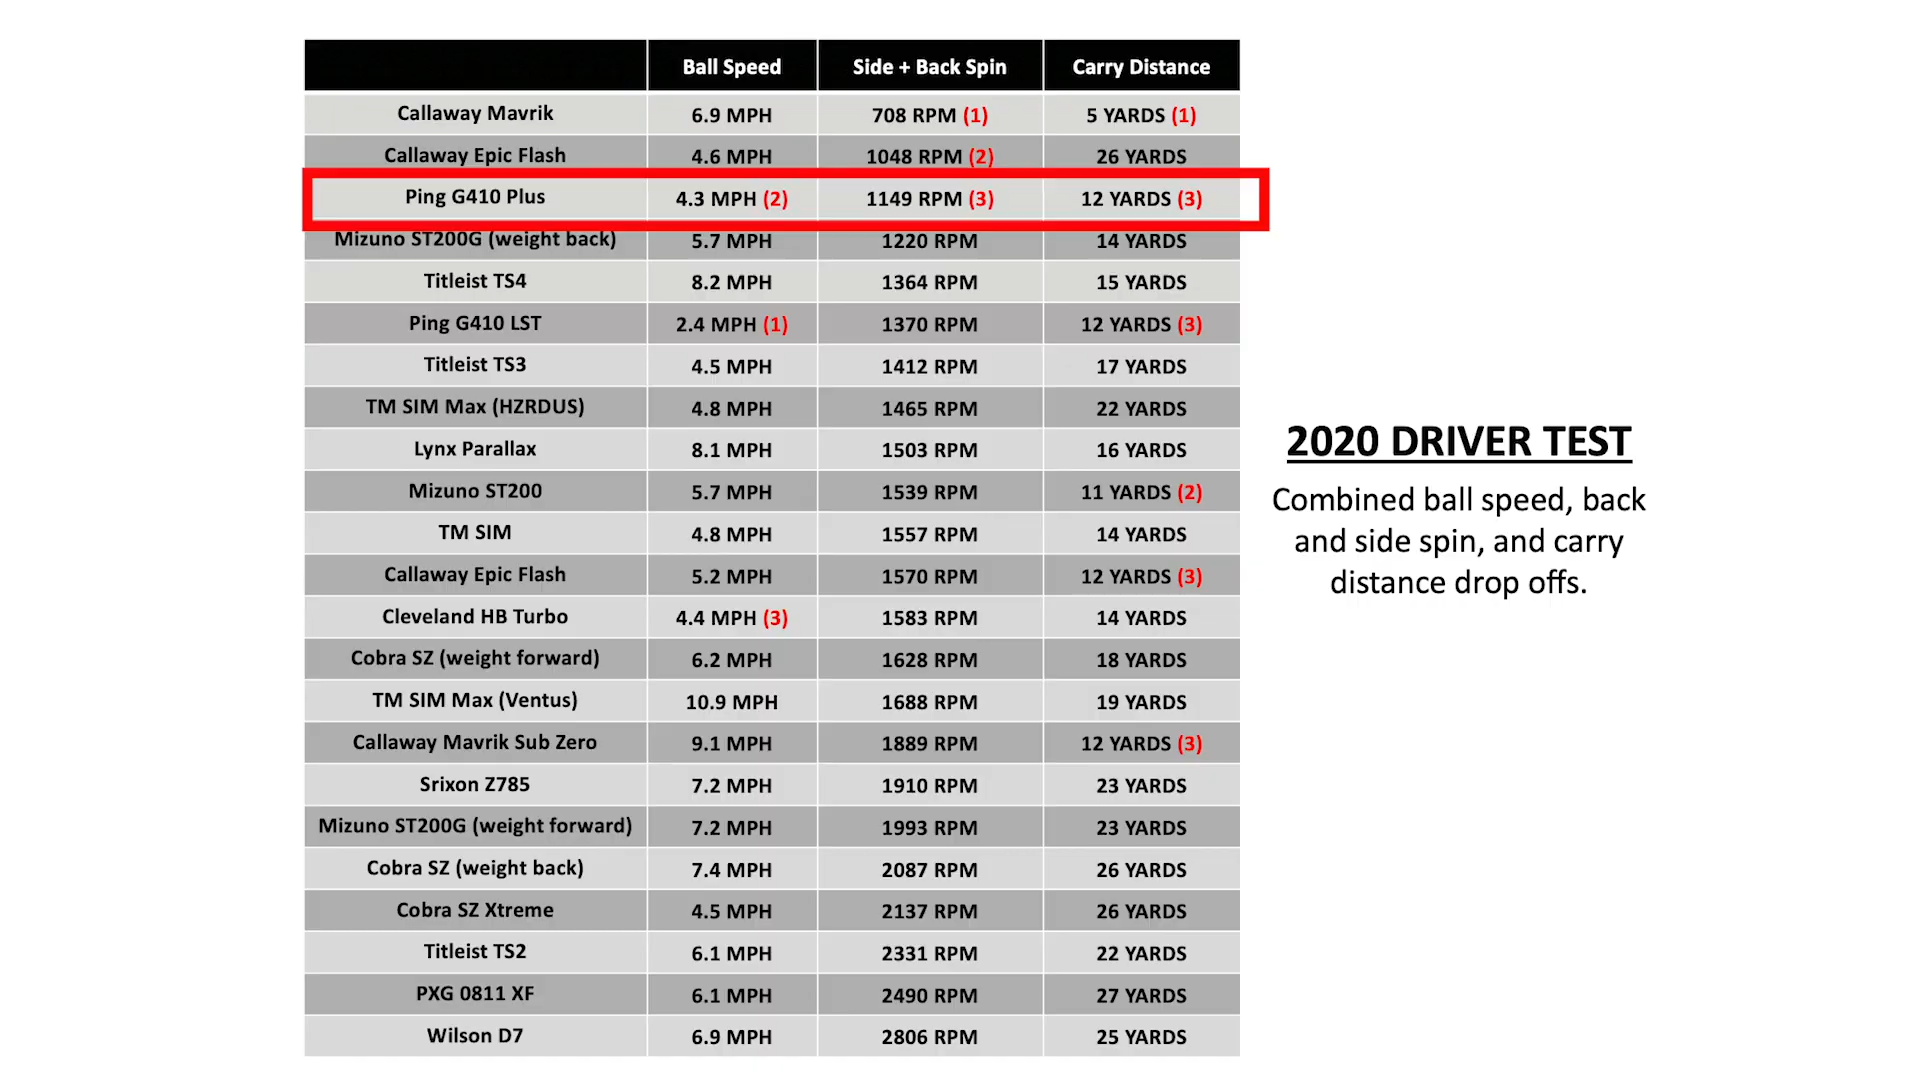 Ball Speed Side + Back Spin Carry Distance
Callaway Mavrik 6.9 MPH 708 RPM (1) 5 YARDS (1)
Callaway Epic Flash 4.6 MPH 1048 RPM (2) 26 YARDS
Ping G410 Plus 4.3 MPH (2) 1149 RPM (3) 12 YARDS (3)
Mizuno ST200G (weight back) 5.7 MPH 1220 RPM 14 YARDS
Titleist TS4 8.2 MPH 1364 RPM 15 YARDS
Ping G410 LST 2.4 MPH (1) 1370 RPM 12 YARDS (3)
Titleist TS3 4.5 MPH 1412 RPM 17 YARDS
TM SIM Max (HZRDUS) 4.8 MPH 1465 RPM 22 YARDS
Lynx Parallax 8.1 MPH 1503 RPM 16 YARDS
Mizuno ST200 5.7 MPH 1539 RPM 11 YARDS (2)
TM SIM 4.8 MPH 1557 RPM 14 YARDS
Callaway Epic Flash 5.2 MPH 1570 RPM 12 YARDS (3)
Cleveland HB Turbo 4.4 MPH (3) 1583 RPM 14 YARDS
Cobra SZ (weight forward) 6.2 MPH 1628 RPM 18 YARDS
TM SIM Max (Ventus) 10.9 MPH 1688 RPM 19 YARDS
Callaway Mavrik Sub Zero 9.1 MPH 1889 RPM 12 YARDS (3)
Srixon Z785 7.2 MPH 1910 RPM 23 YARDS
Mizuno ST200G (weight forward) 7.2 MPH 1993 RPM 23 YARDS
Cobra SZ (weight back) 7.4 MPH 2087 RPM 26 YARDS
Cobra SZ Xtreme 4.5 MPH 2137 RPM 26 YARDS
Titleist TS2 6.1 MPH 2331 RPM 22 YARDS
PXG 0811 XF 6.1 MPH 2490 RPM 27 YARDS
Wilson D7 6.9 MPH 2806 RPM 25 YARDS
2020 DRIVER TEST
Combined ball speed, back
and side spin, and carry
distance drop offs.